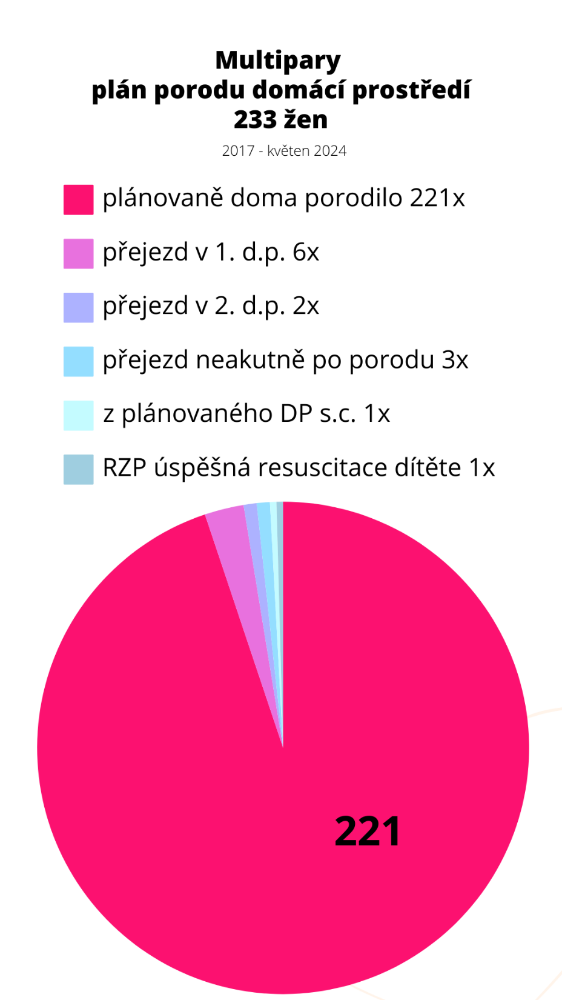 Multipary
plán porodu domácí prostředí
233 žen
2017 - květen 2024
plánovaně doma porodilo 221x
přejezd v 1. d.p. 6x
přejezd v 2. d.p. 2x
přejezd neakutně po porodu 3x
z plánovaného DP s.c. 1x
RZP úspěšná resuscitace dítěte 1x
221